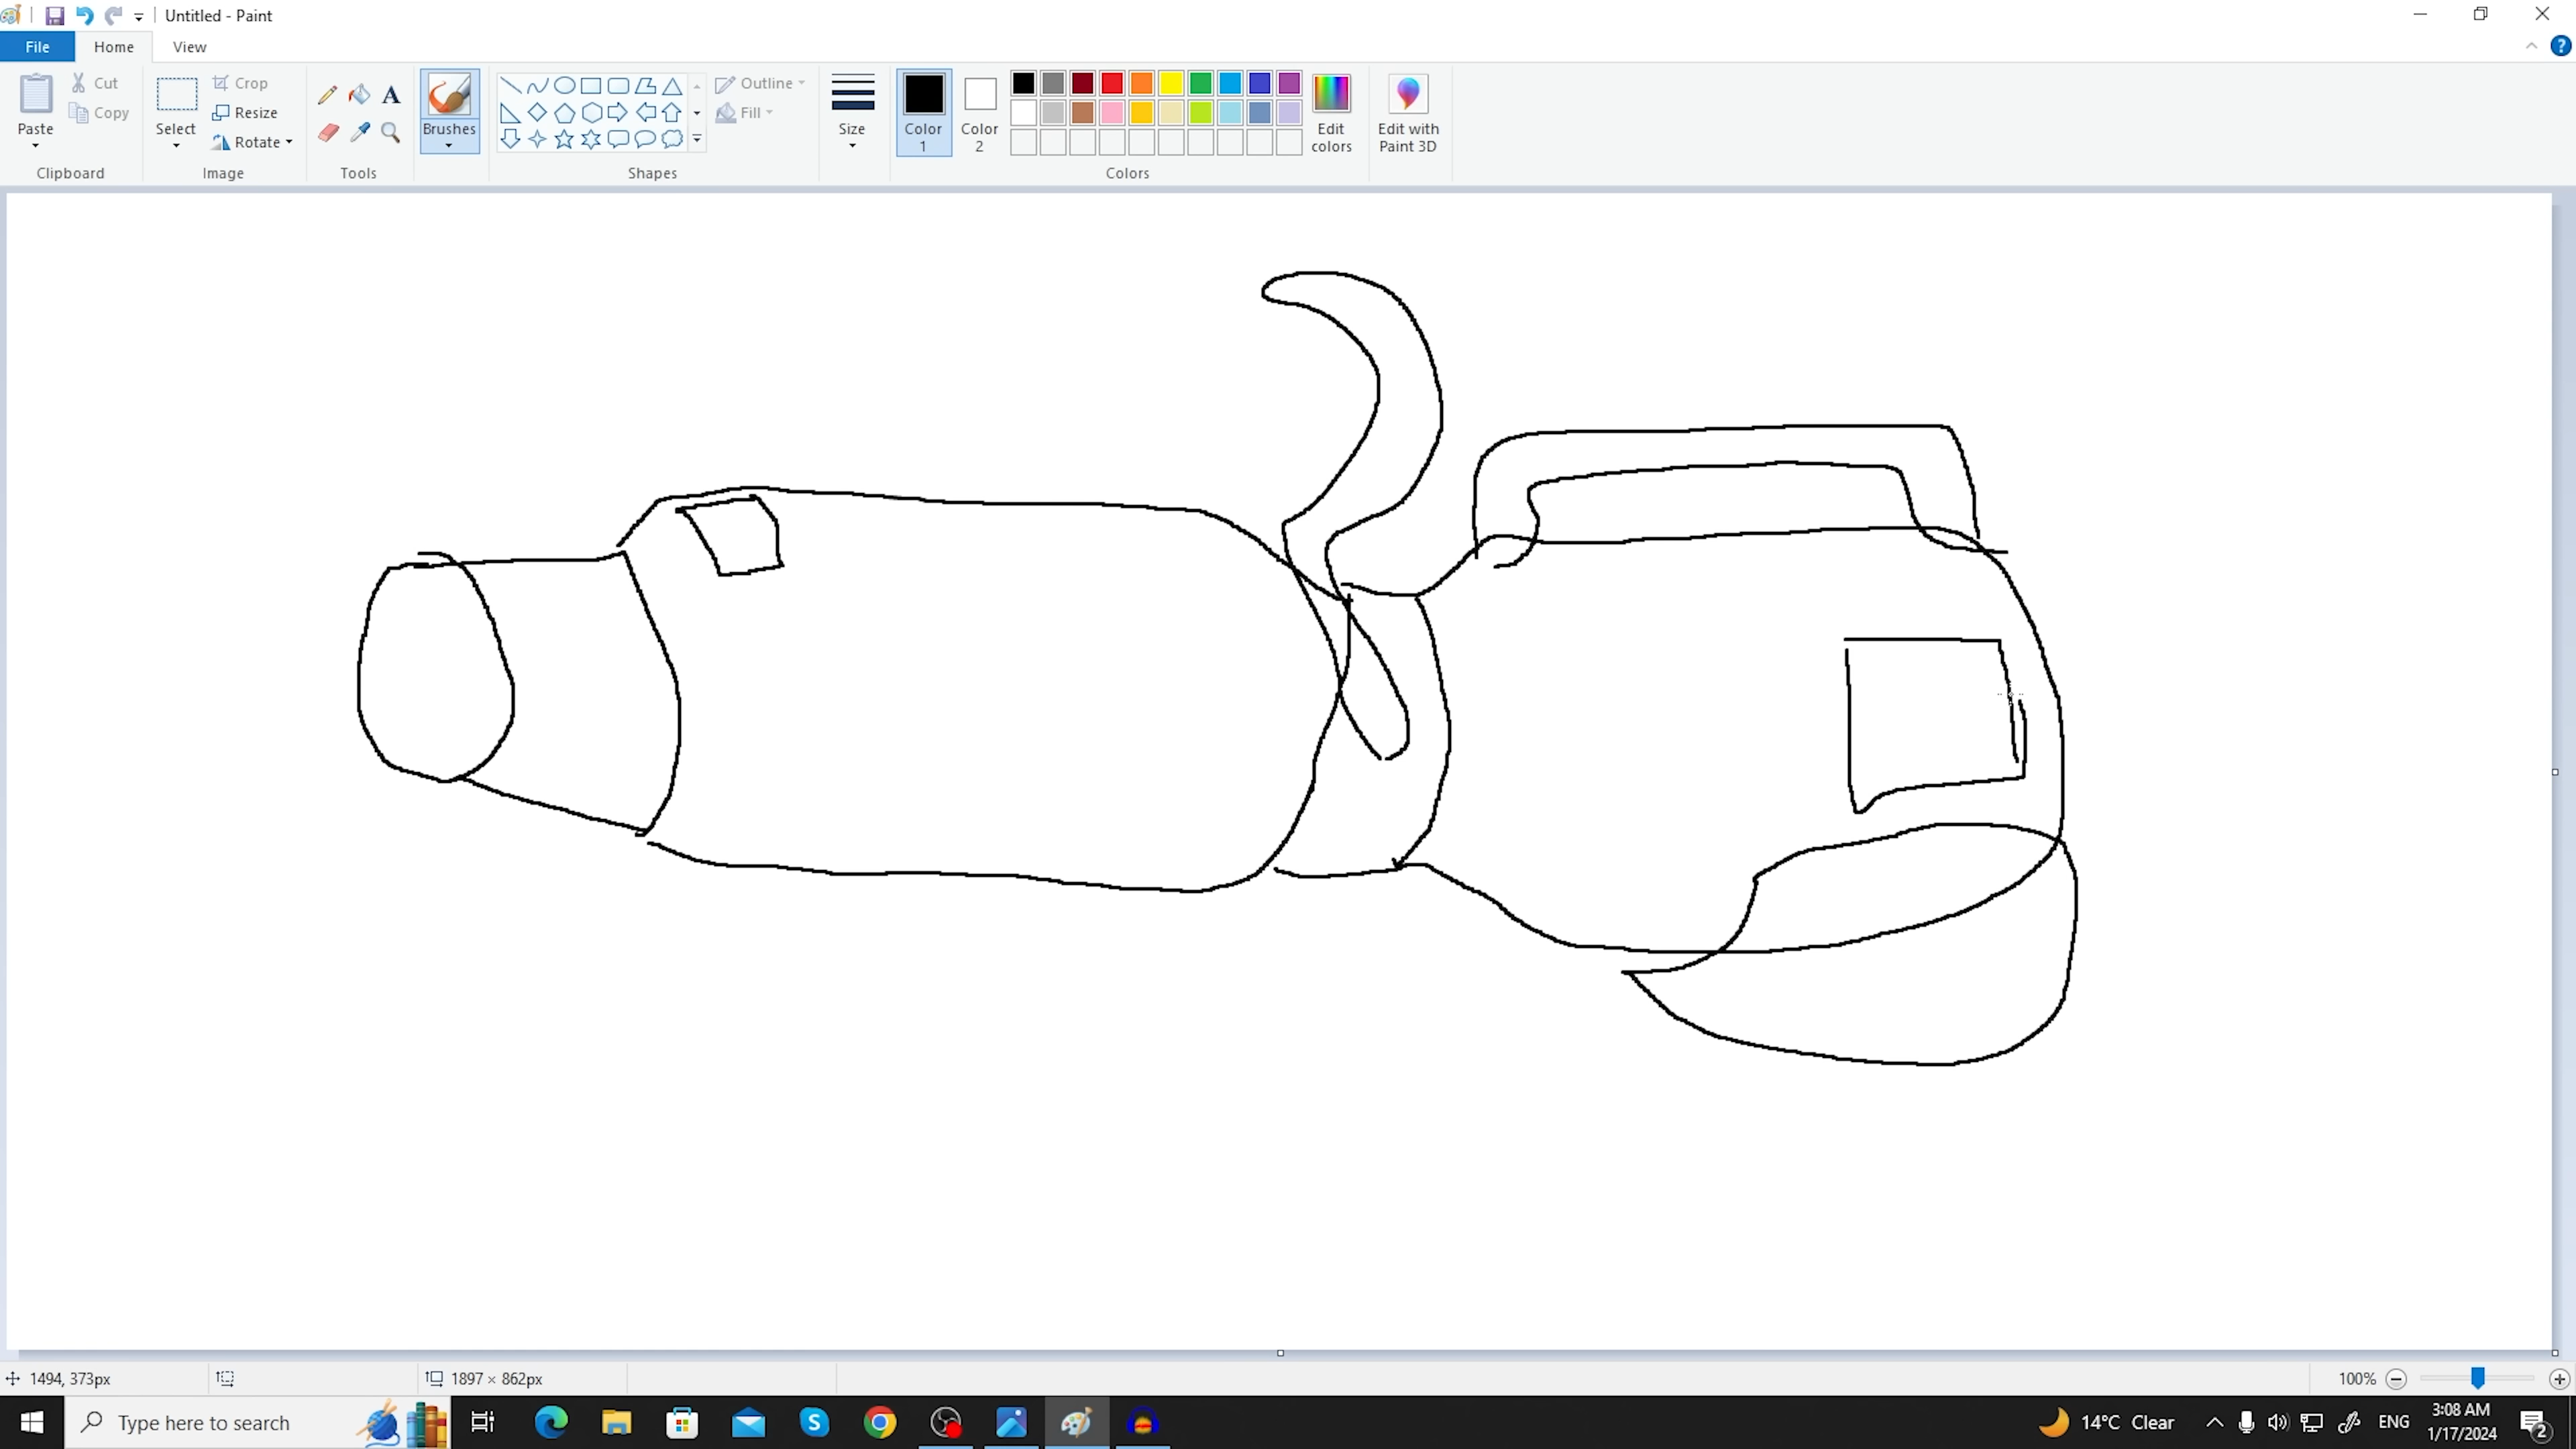 Untitled - Paint
File Home View
Paste
Cut
Copy
Clipboard
Select
Crop
Resize
Rotate
Image
A
Tools
Brushes
Outline
Fill
Shapes
Size
Color 1
Color 2
Edit colors
Colors
Edit with Paint 3D
1494, 373px
1897 × 862px
100%
Type here to search
14°C Clear
ENG
3:08 AM
1/17/2024
2